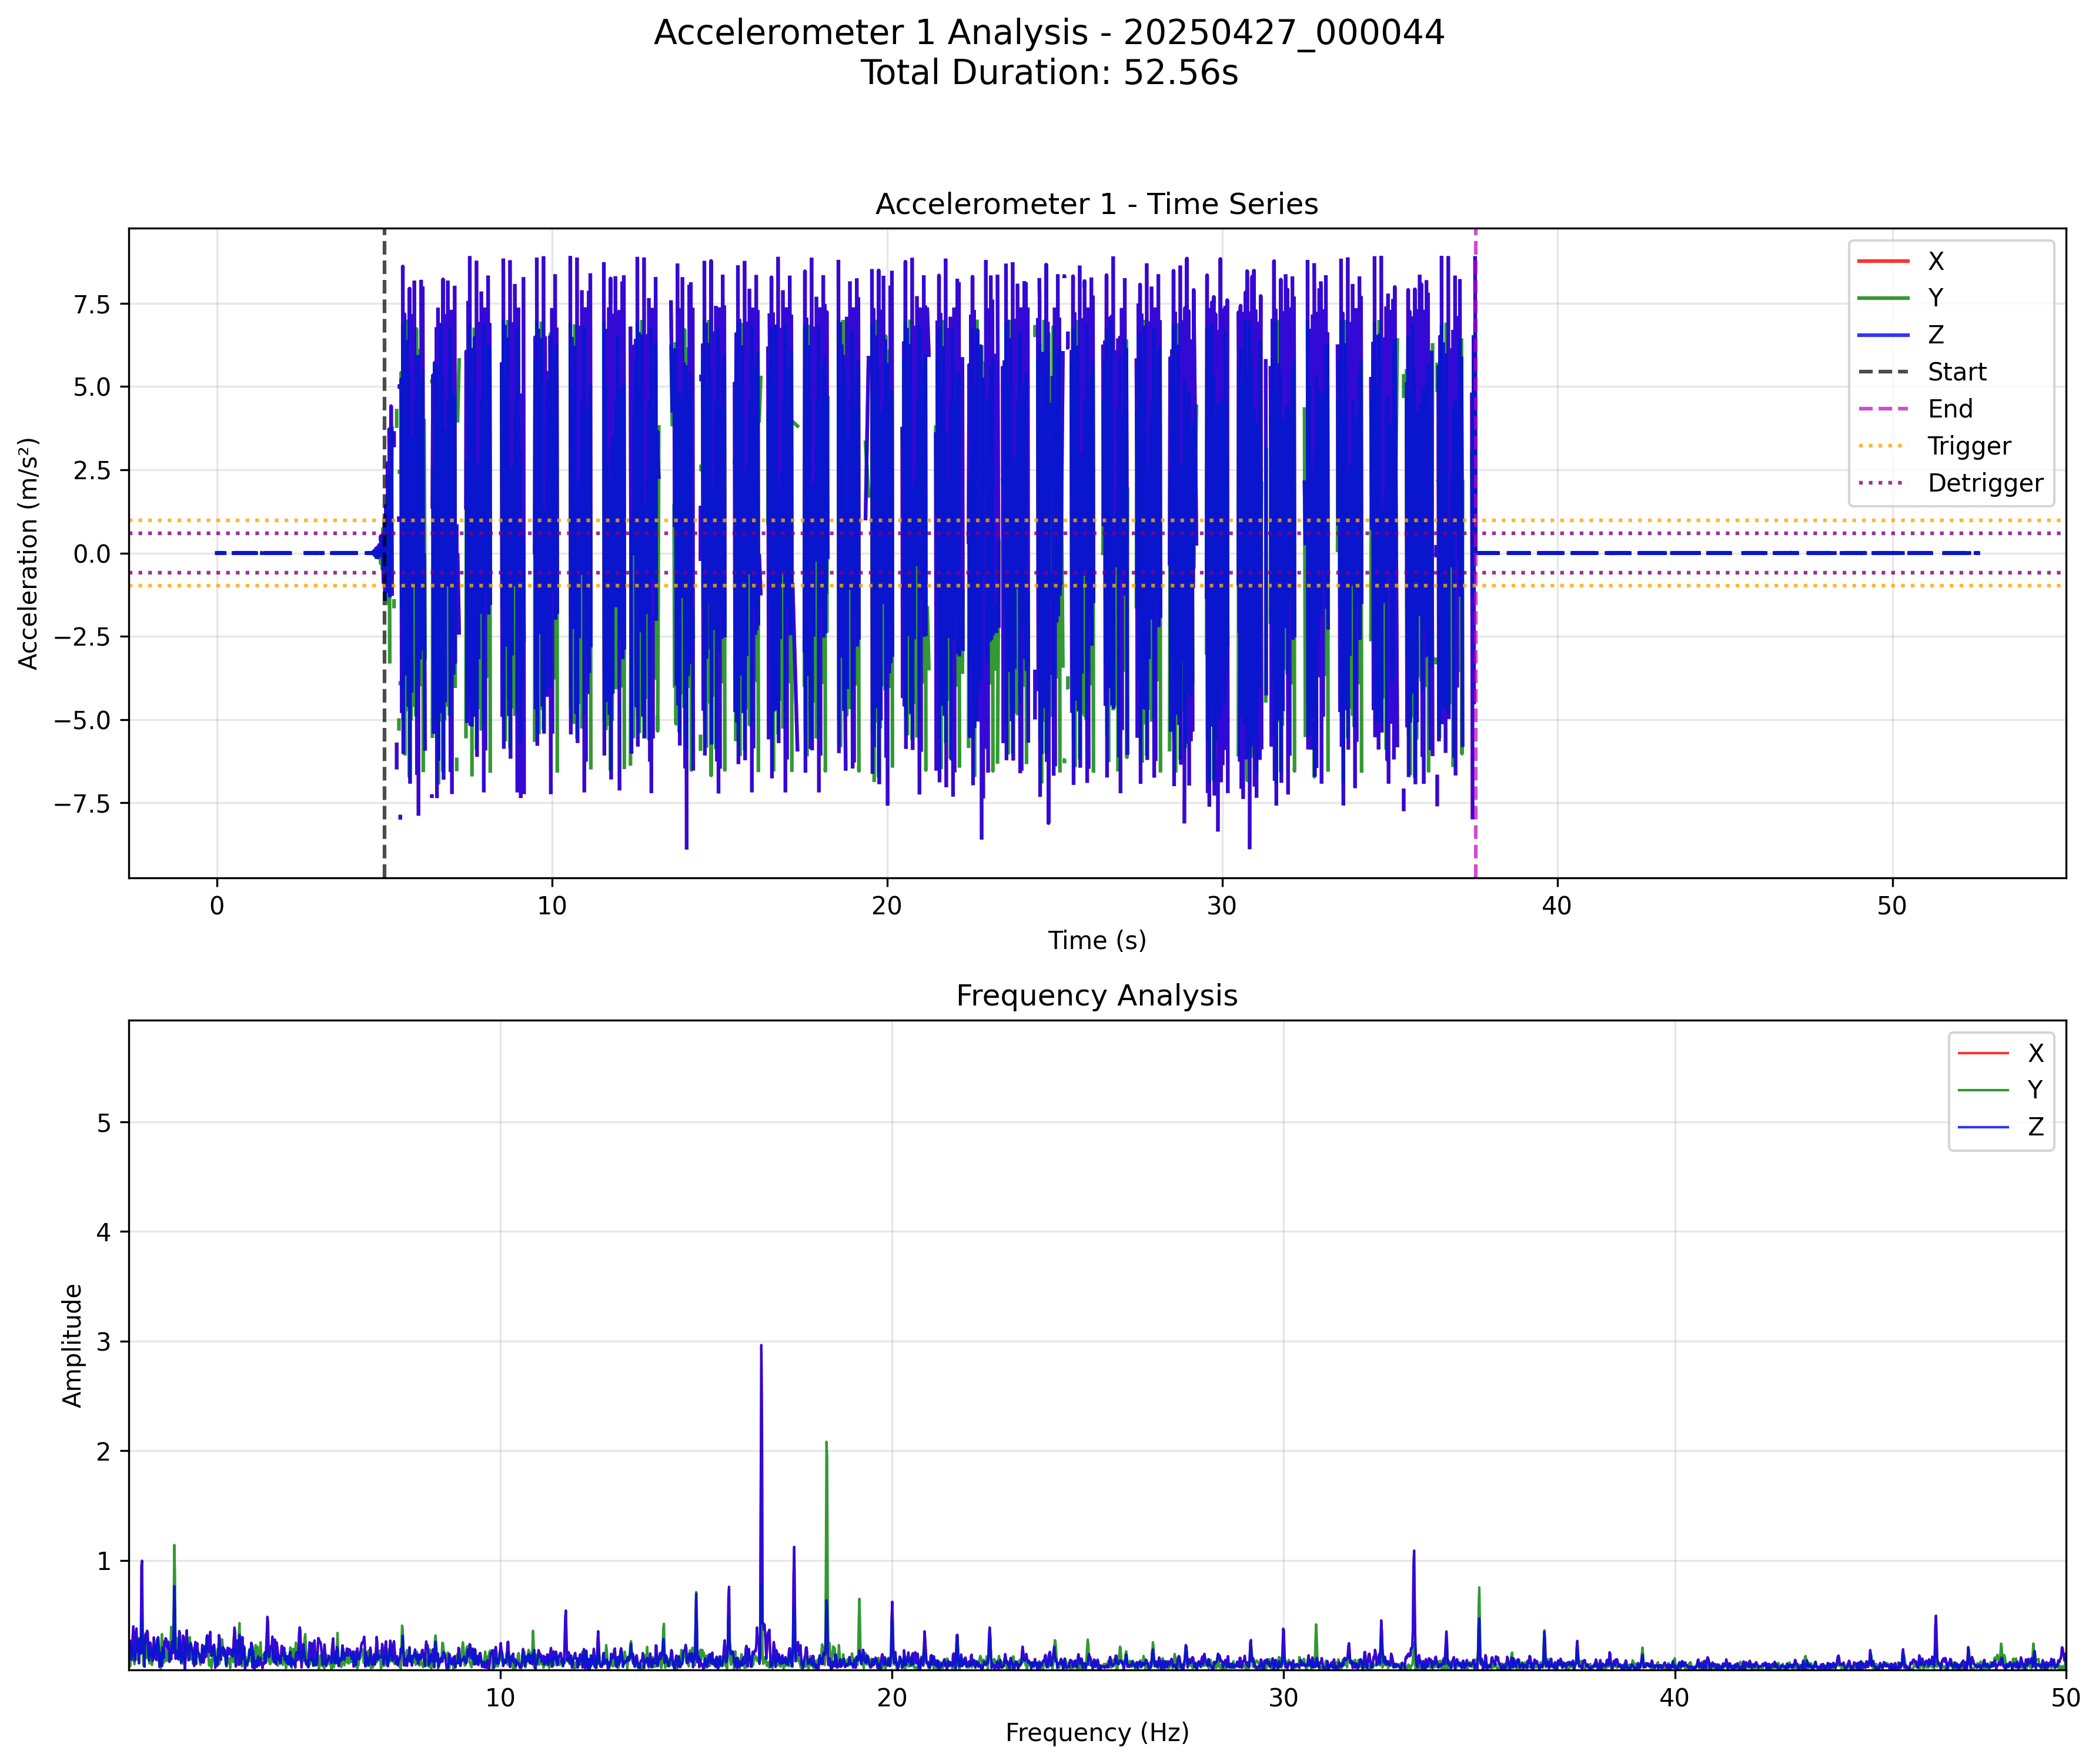 Accelerometer 1 Analysis - 20250427_000044
Total Duration: 52.56s
Accelerometer 1 - Time Series
Acceleration (m/s²)
7.5
5.0
2.5
0.0
−2.5
−5.0
−7.5
X
Y
Z
Start
End
Trigger
Detrigger
0 10 20 30 40 50
Time (s)
Frequency Analysis
Amplitude
5
4
3
2
1
X
Y
Z
10 20 30 40 50
Frequency (Hz)